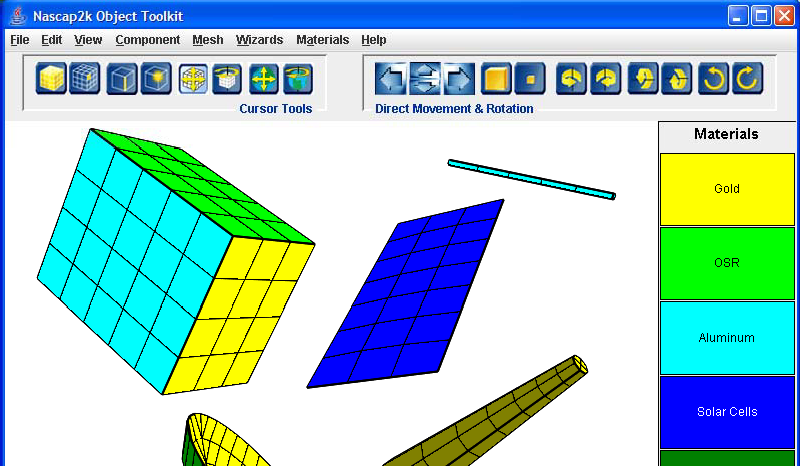 Nascap2k Object Toolkit
File Edit View Component Mesh Wizards Materials Help
Cursor Tools
Direct Movement & Rotation
Materials
Gold
OSR
Aluminum
Solar Cells